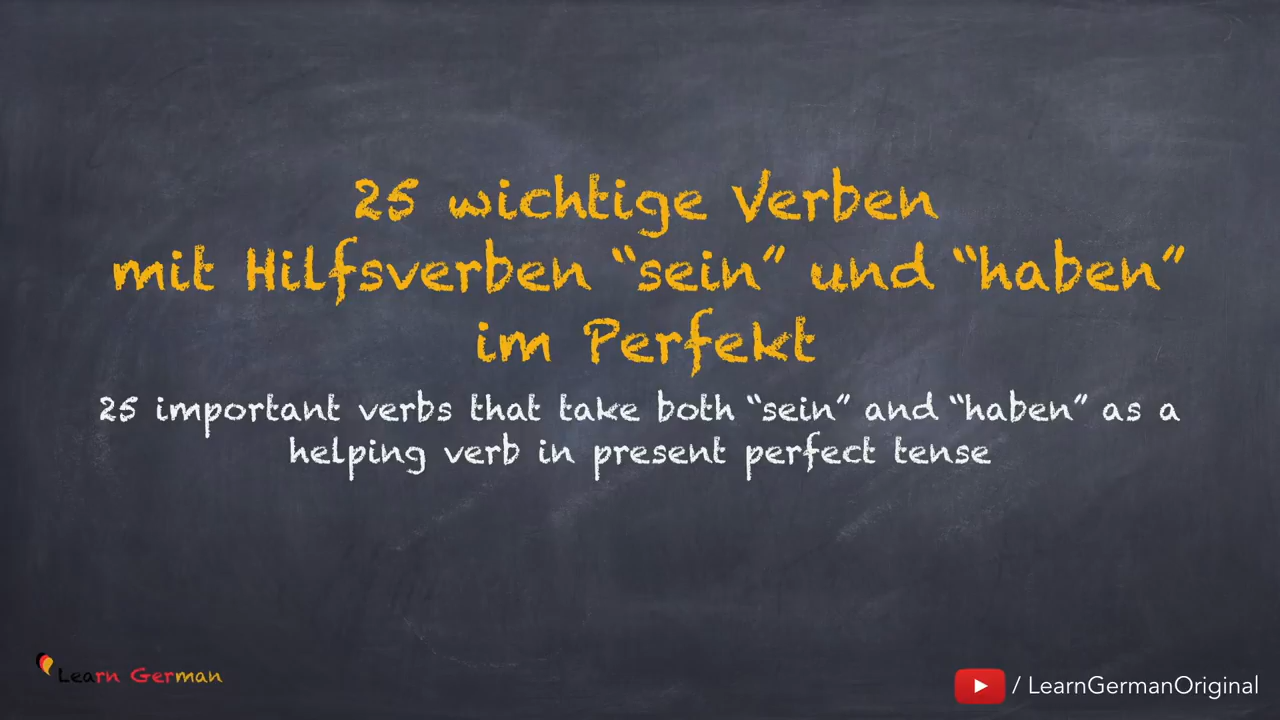 25 wichtige Verben
mit Hilfsverben “sein” und “haben”
im Perfekt
25 important verbs that take both “sein” and “haben” as a
helping verb in present perfect tense
Learn German
/ LearnGermanOriginal